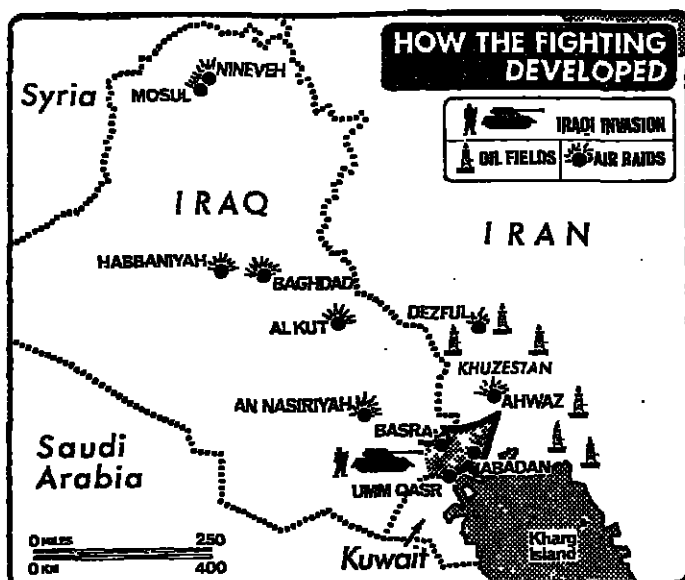 HOW THE FIGHTING
DEVELOPED
IRAQI INVASION
OIL FIELDS
AIR RAIDS
Syria
NINEVEH
MOSUL
IRAQ
IRAN
HABBANIYAH
BAGHDAD
AL KUT
DEZFUL
KHUZESTAN
AHWAZ
AN NASIRIYAH
BASRA
ABADAN
UMM QASR
Saudi
Arabia
Kuwait
Kharg
Island
0 MILES 250
0 KM 400